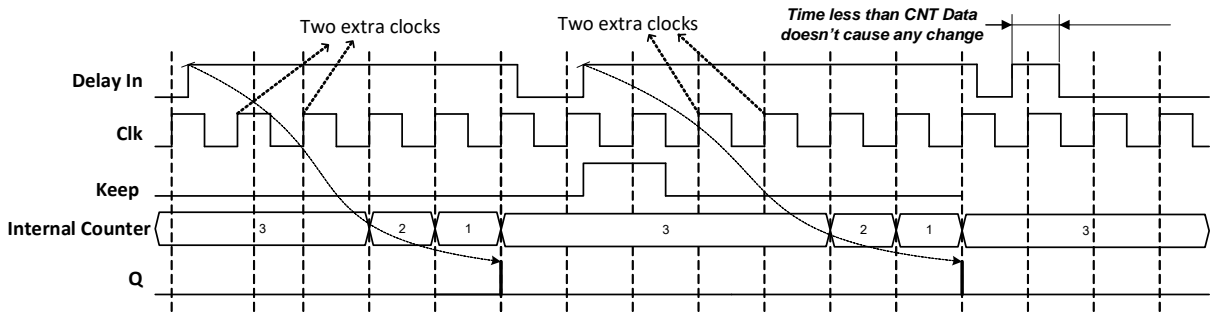 Two extra clocks
Two extra clocks
Time less than CNT Data
doesn't cause any change
Delay In
Clk
Keep
Internal Counter
3
2
1
3
2
1
3
Q